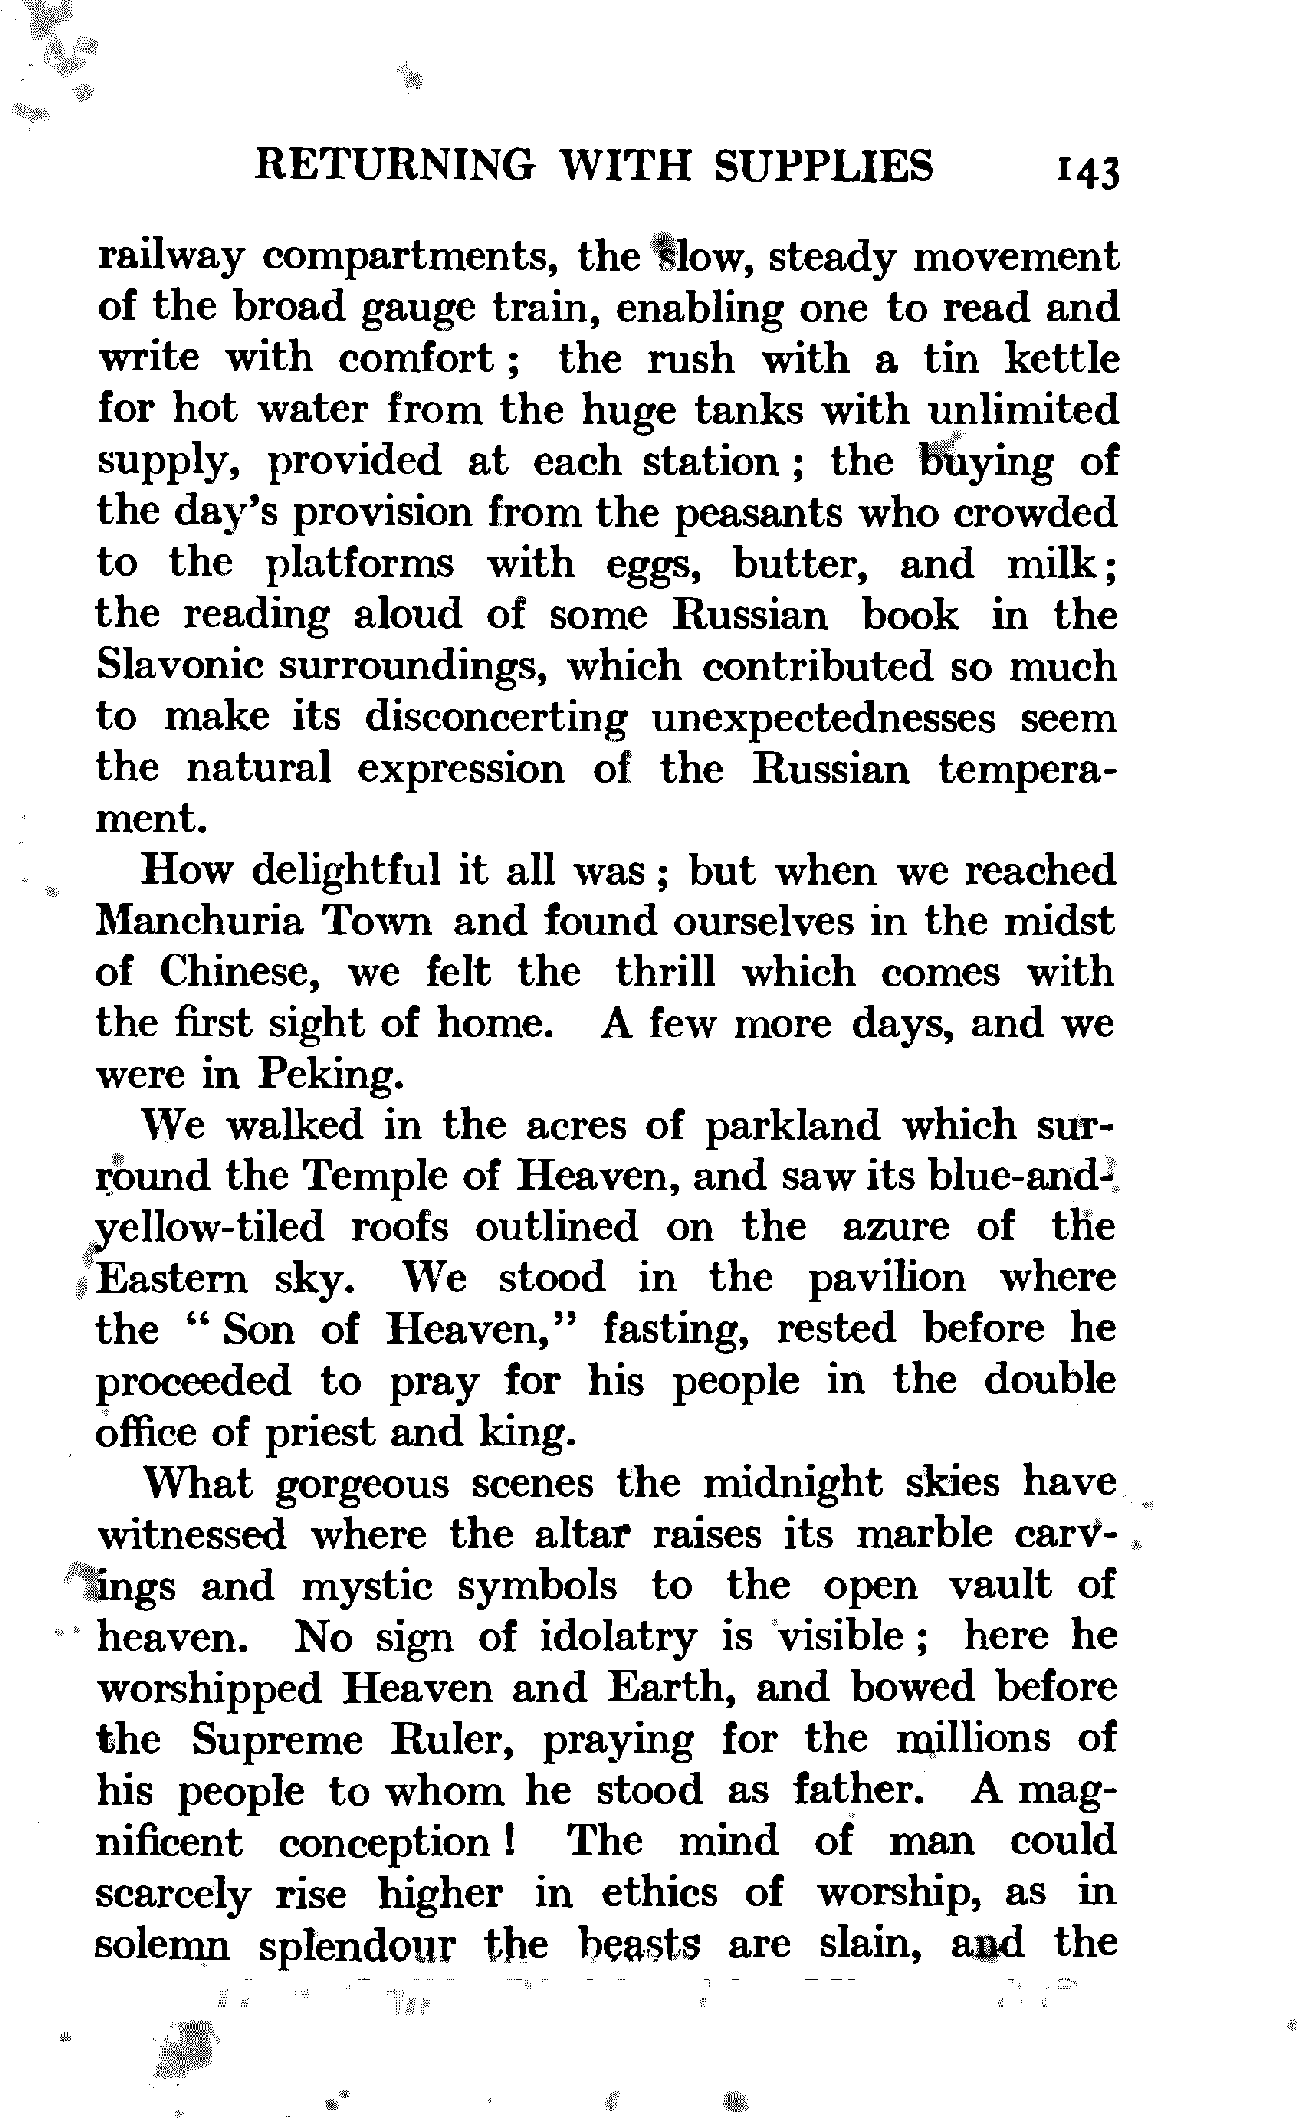 RETURNING WITH SUPPLIES 143
railway compartments, the slow, steady movement
of the broad gauge train, enabling one to read and
write with comfort ; the rush with a tin kettle
for hot water from the huge tanks with unlimited
supply, provided at each station ; the buying of
the day's provision from the peasants who crowded
to the platforms with eggs, butter, and milk;
the reading aloud of some Russian book in the
Slavonic surroundings, which contributed so much
to make its disconcerting unexpectednesses seem
the natural expression of the Russian tempera-
ment.
How delightful it all was ; but when we reached
Manchuria Town and found ourselves in the midst
of Chinese, we felt the thrill which comes with
the first sight of home. A few more days, and we
were in Peking.
We walked in the acres of parkland which sur-
round the Temple of Heaven, and saw its blue-and-
yellow-tiled roofs outlined on the azure of the
Eastern sky. We stood in the pavilion where
the " Son of Heaven," fasting, rested before he
proceeded to pray for his people in the double
office of priest and king.
What gorgeous scenes the midnight skies have
witnessed where the altar raises its marble carv-
ings and mystic symbols to the open vault of
heaven. No sign of idolatry is visible ; here he
worshipped Heaven and Earth, and bowed before
the Supreme Ruler, praying for the millions of
his people to whom he stood as father. A mag-
nificent conception ! The mind of man could
scarcely rise higher in ethics of worship, as in
solemn splendour the beasts are slain, and the